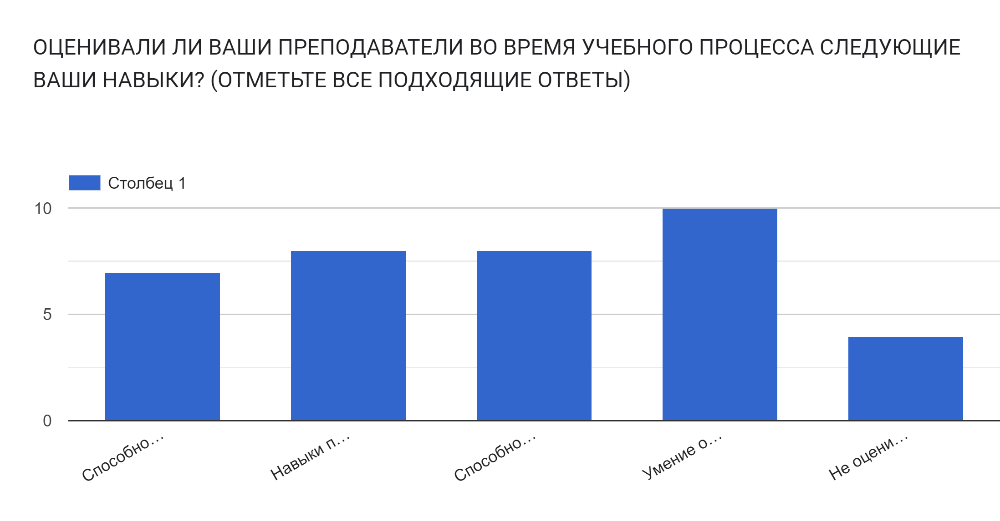 ОЦЕНИВАЛИ ЛИ ВАШИ ПРЕПОДАВАТЕЛИ ВО ВРЕМЯ УЧЕБНОГО ПРОЦЕССА СЛЕДУЮЩИЕ
ВАШИ НАВЫКИ? (ОТМЕТЬТЕ ВСЕ ПОДХОДЯЩИЕ ОТВЕТЫ)
Столбец 1
10
5
0
Способно…
Навыки п…
Способно…
Умение о…
Не оцени…